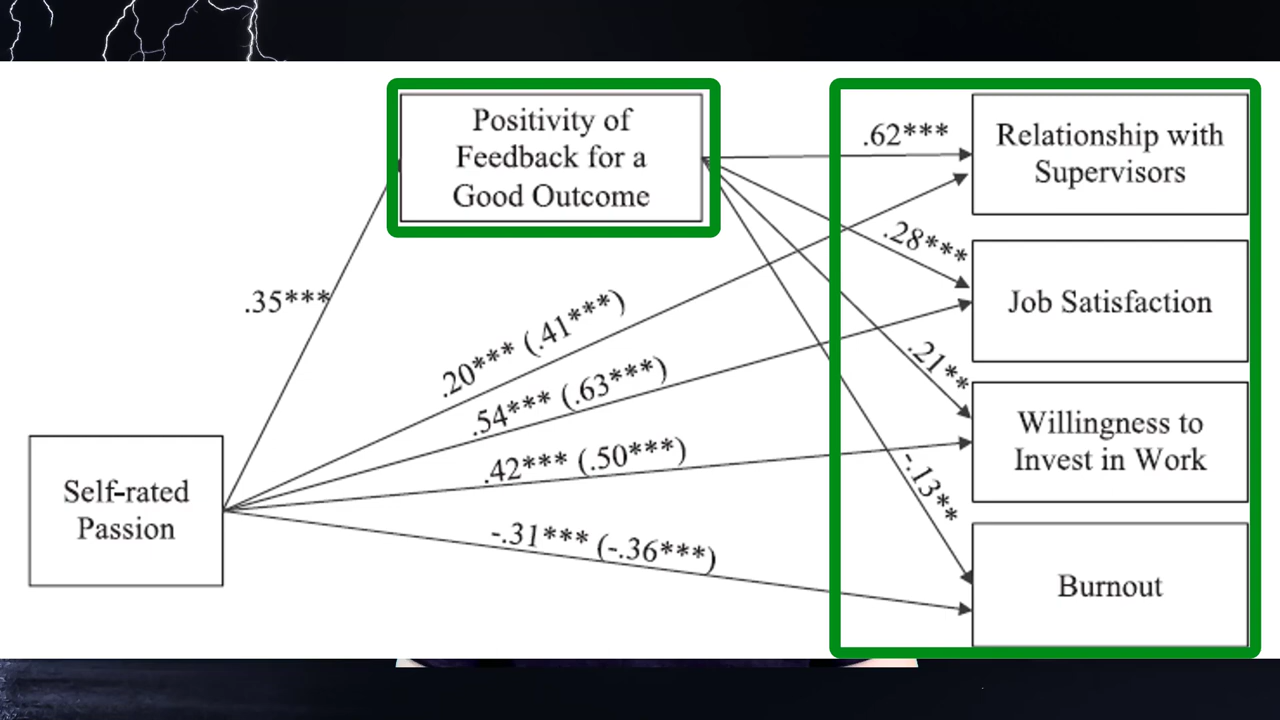 Positivity of
Feedback for a
Good Outcome
.62***
Relationship with
Supervisors
.28***
.35***
.20*** (.41***)
Job Satisfaction
.54*** (.63***)
.21**
.42*** (.50***)
Willingness to
Invest in Work
Self-rated
Passion
-.13**
-.31*** (-.36***)
Burnout